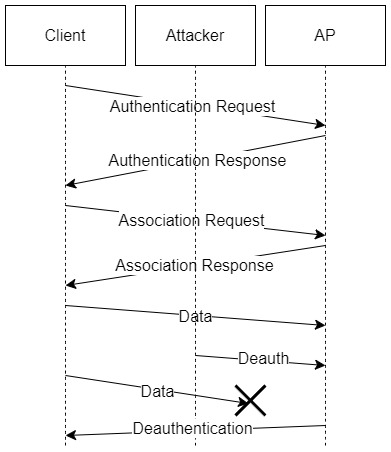 Client
Attacker
AP
Authentication Request
Authentication Response
Association Request
Association Response
Data
Deauth
Data
Deauthentication